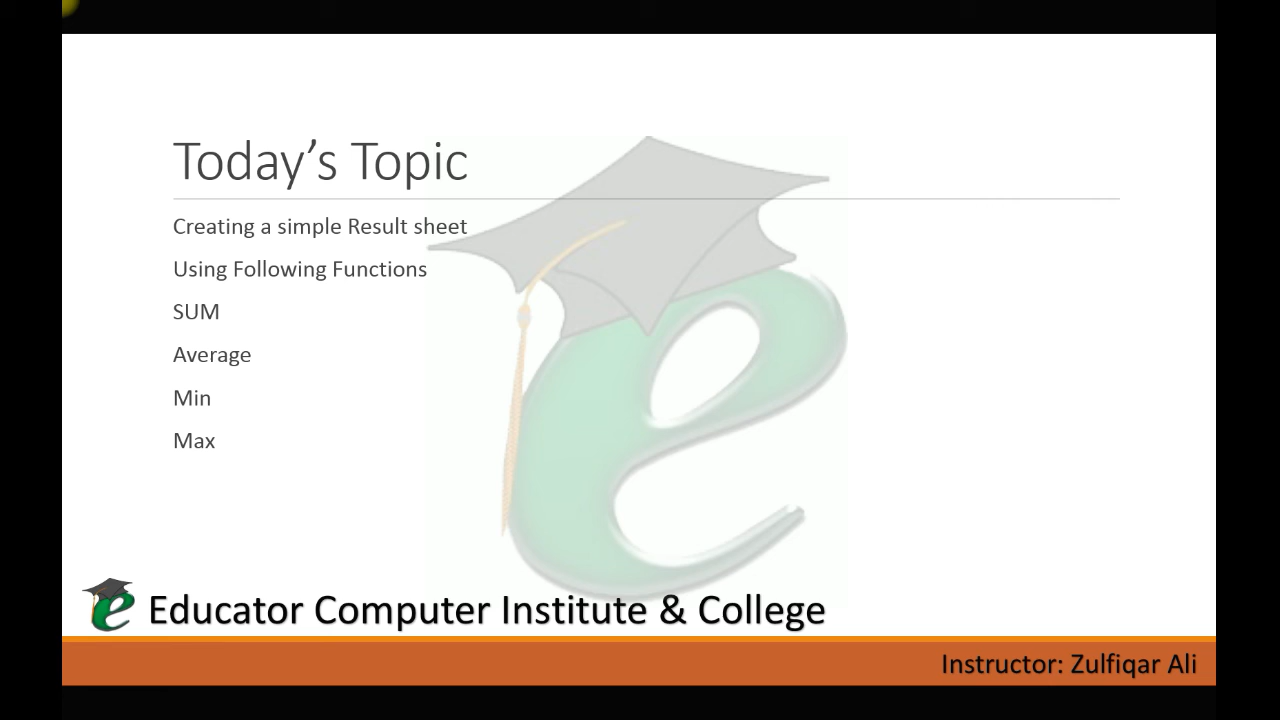 Today's Topic
Creating a simple Result sheet
Using Following Functions
SUM
Average
Min
Max
Educator Computer Institute & College
Instructor: Zulfiqar Ali